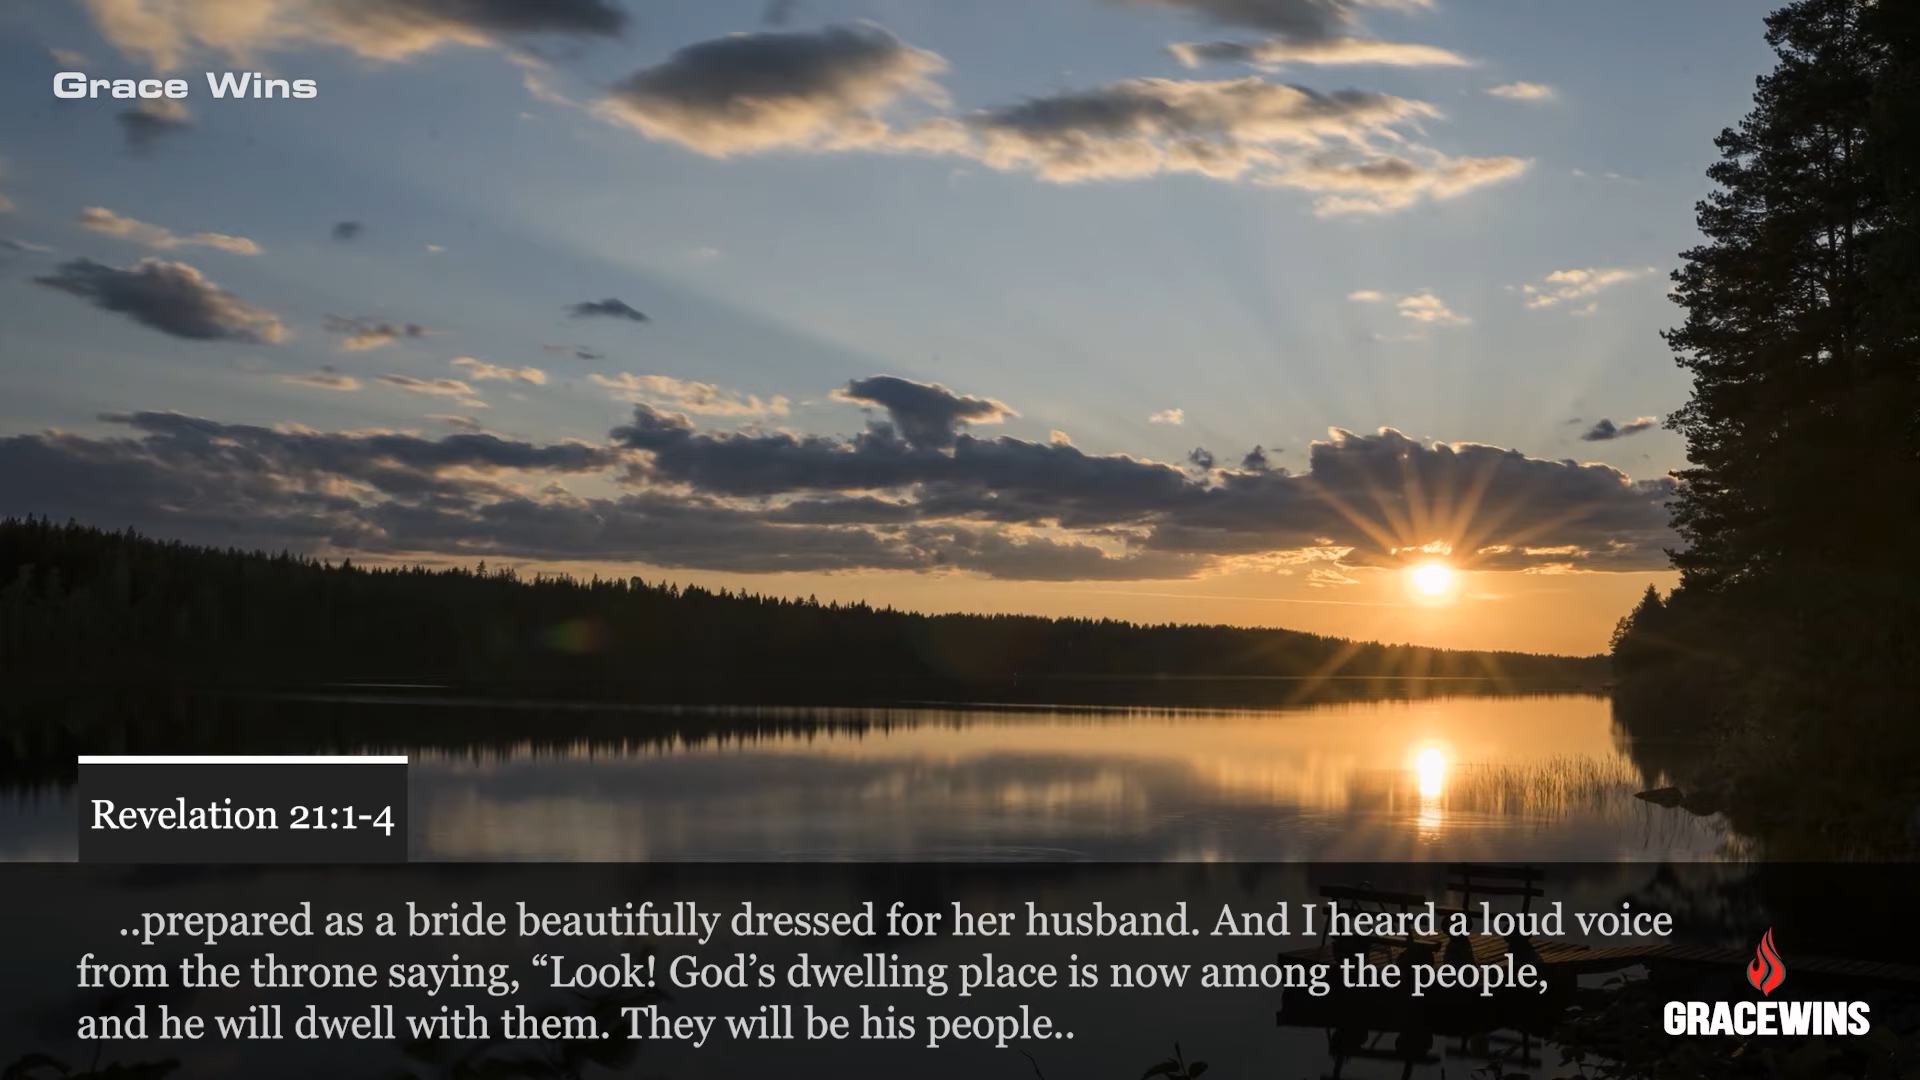 Grace Wins
Revelation 21:1-4
..prepared as a bride beautifully dressed for her husband. And I heard a loud voice
from the throne saying, “Look! God’s dwelling place is now among the people,
and he will dwell with them. They will be his people..
GRACEWINS